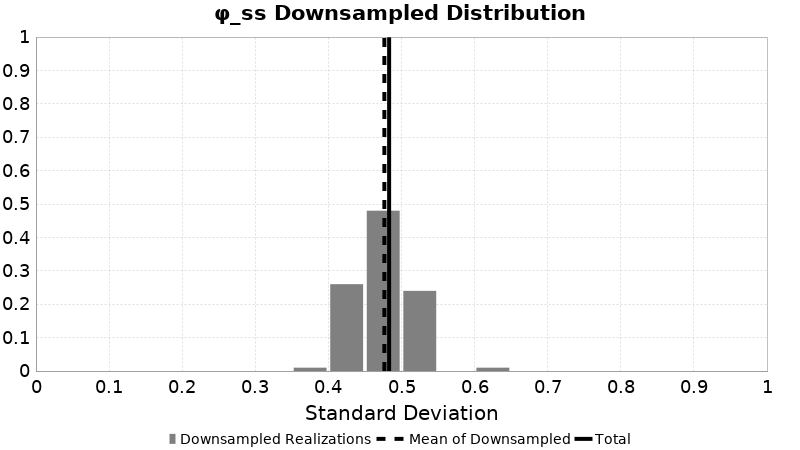 φ_ss Downsampled Distribution
1
0.9
0.8
0.7
0.6
0.5
0.4
0.3
0.2
0.1
0
0 0.1 0.2 0.3 0.4 0.5 0.6 0.7 0.8 0.9 1
Standard Deviation
Downsampled Realizations Mean of Downsampled Total